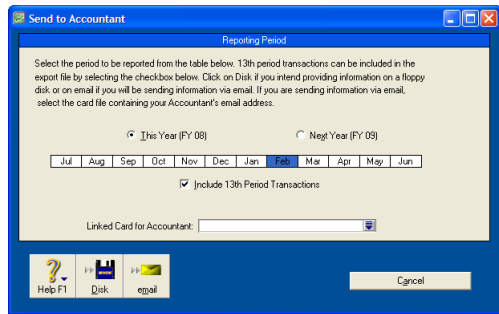 Send to Accountant
Reporting Period
Select the period to be reported from the table below. 13th period transactions can be included in the
export file by selecting the checkbox below. Click on Disk if you intend providing information on a floppy
disk or on email if you will be sending information via email. If you are sending information via email,
select the card file containing your Accountant's email address.
This Year (FY 08) Next Year (FY 09)
Jul Aug Sep Oct Nov Dec Jan Feb Mar Apr May Jun
Include 13th Period Transactions
Linked Card for Accountant:
Help F1 Disk email Cancel